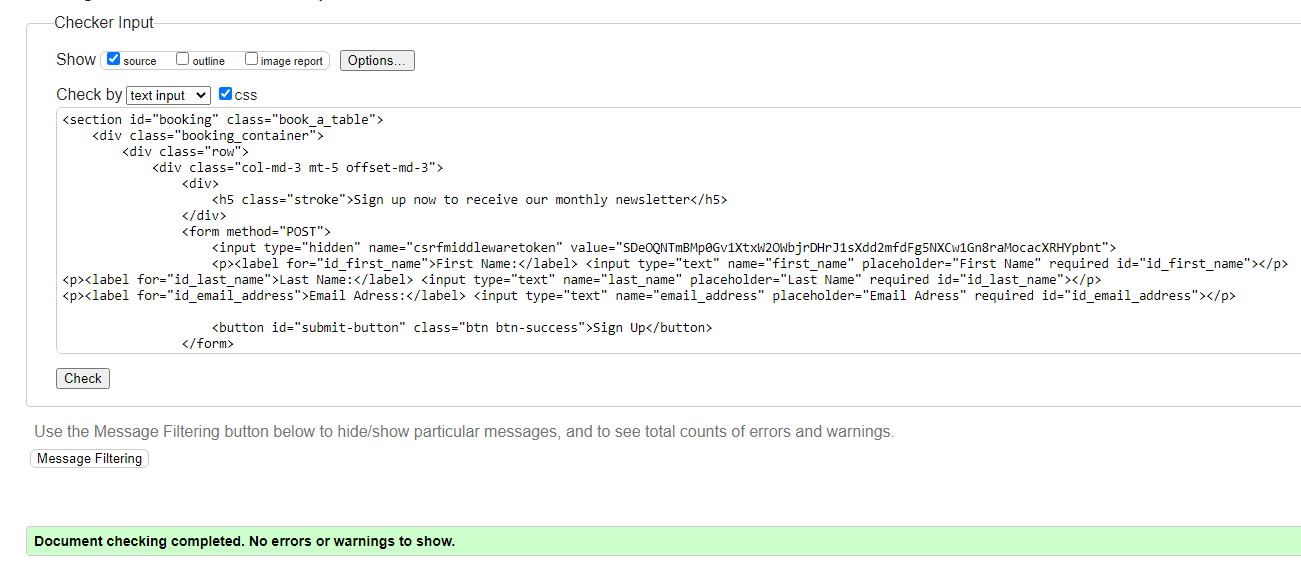 Checker Input
Show source outline image report Options...
Check by text input css
<section id="booking" class="book_a_table">
<div class="booking_container">
<div class="row">
<div class="col-md-3 mt-5 offset-md-3">
<div>
<h5 class="stroke">Sign up now to receive our monthly newsletter</h5>
</div>
<form method="POST">
<input type="hidden" name="csrfmiddlewaretoken" value="SDeOQNTmBMp0Gv1XtxW2OWbjrDHrJ1sXdd2mfdFg5NXCw1Gn8raMocacXRHYpbnt">
<p><label for="id_first_name">First Name:</label> <input type="text" name="first_name" placeholder="First Name" required id="id_first_name"></p>
<p><label for="id_last_name">Last Name:</label> <input type="text" name="last_name" placeholder="Last Name" required id="id_last_name"></p>
<p><label for="id_email_address">Email Adress:</label> <input type="text" name="email_address" placeholder="Email Adress" required id="id_email_address"></p>
<button id="submit-button" class="btn btn-success">Sign Up</button>
</form>
Check
Use the Message Filtering button below to hide/show particular messages, and to see total counts of errors and warnings.
Message Filtering
Document checking completed. No errors or warnings to show.